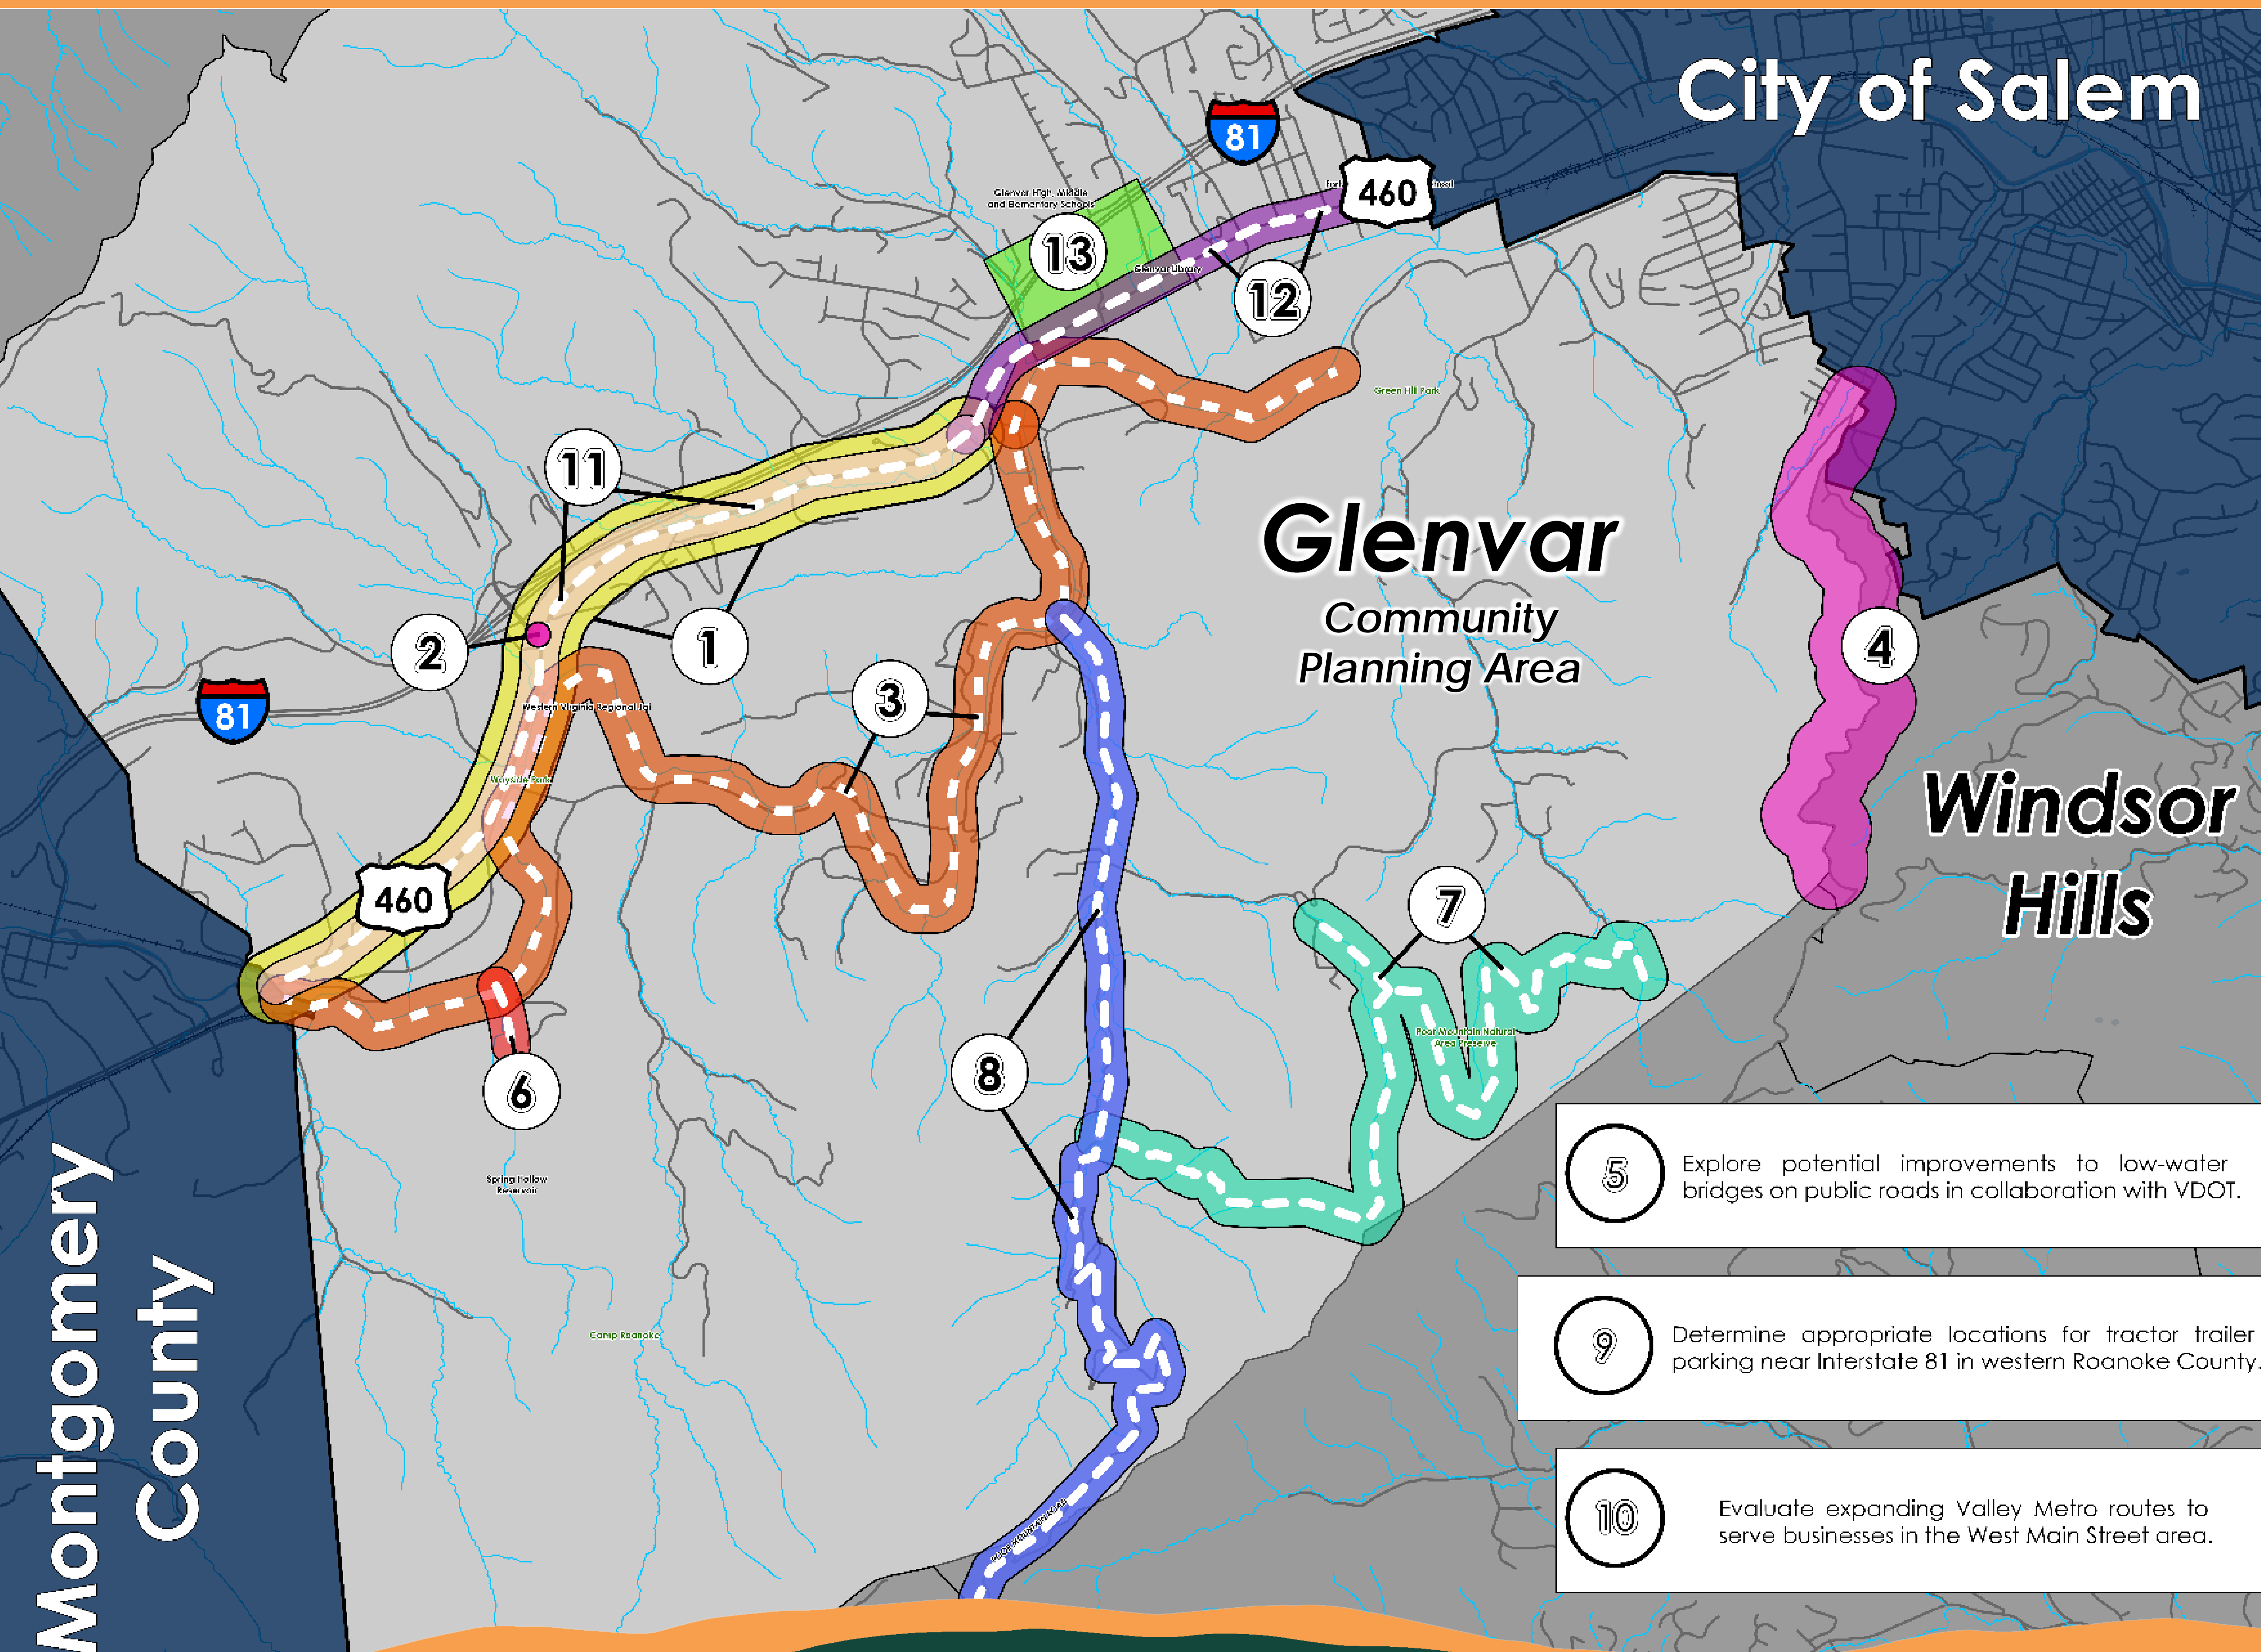 City of Salem
81
460
Glenvar High, Middle
and Elementary Schools
13
Glenvar Library
12
Green Hill Park
11
Glenvar
Community
Planning Area
2
1
4
3
81
Western Virginia Regional Jail
Wayside Park
Windsor
Hills
460
7
Poor Mountain Natural
Area Preserve
8
6
Spring Hollow
Reservoir
Camp Roanoke
Montgomery
County
POOR MOUNTAIN ROAD
5
Explore potential improvements to low-water
bridges on public roads in collaboration with VDOT.
9
Determine appropriate locations for tractor trailer
parking near Interstate 81 in western Roanoke County.
10
Evaluate expanding Valley Metro routes to
serve businesses in the West Main Street area.